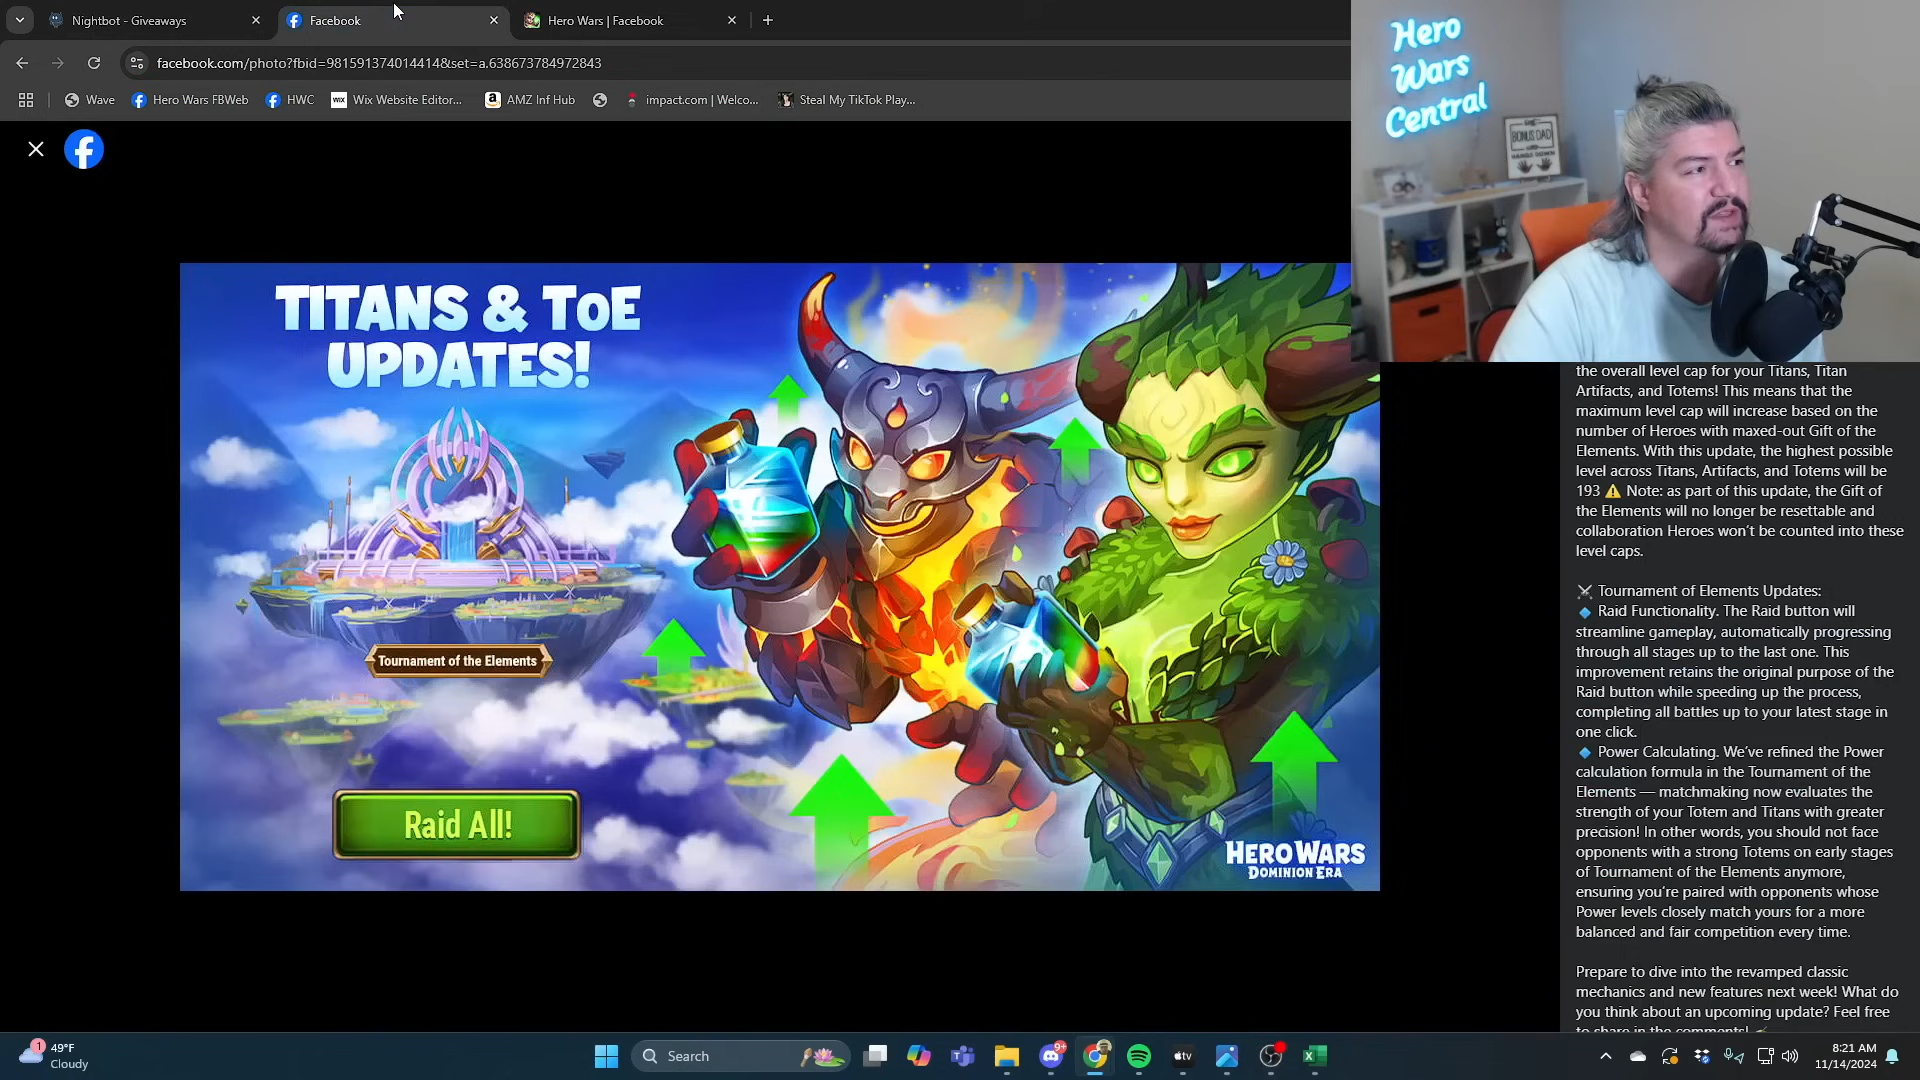 Nightbot - Giveaways
Facebook
Hero Wars | Facebook
facebook.com/photo?fbid=981591374014414&set=a.638673784972843
Wave
Hero Wars FBWeb
HWC
WIX Wix Website Editor...
a AMZ Inf Hub
impact.com | Welco...
Steal My TikTok Play...
Hero
Wars
Central
BONUS DAD
TITANS & TOE
UPDATES!
Tournament of the Elements
Raid All!
HERO WARS
DOMINION ERA
the overall level cap for your Titans, Titan
Artifacts, and Totems! This means that the
maximum level cap will increase based on the
number of Heroes with maxed-out Gift of the
Elements. With this update, the highest possible
level across Titans, Artifacts, and Totems will be
193 ⚠️ Note: as part of this update, the Gift of
the Elements will no longer be resettable and
collaboration Heroes won't be counted into these
level caps.
⚔️ Tournament of Elements Updates:
🔹 Raid Functionality. The Raid button will
streamline gameplay, automatically progressing
through all stages up to the last one. This
improvement retains the original purpose of the
Raid button while speeding up the process,
completing all battles up to your latest stage in
one click.
🔹 Power Calculating. We've refined the Power
calculation formula in the Tournament of the
Elements — matchmaking now evaluates the
strength of your Totem and Titans with greater
precision! In other words, you should not face
opponents with a strong Totems on early stages
of Tournament of the Elements anymore,
ensuring you're paired with opponents whose
Power levels closely match yours for a more
balanced and fair competition every time.
Prepare to dive into the revamped classic
mechanics and new features next week! What do
you think about an upcoming update? Feel free
to share in the comments!
1
49°F
Cloudy
Search
9+
tv
8:21 AM
11/14/2024